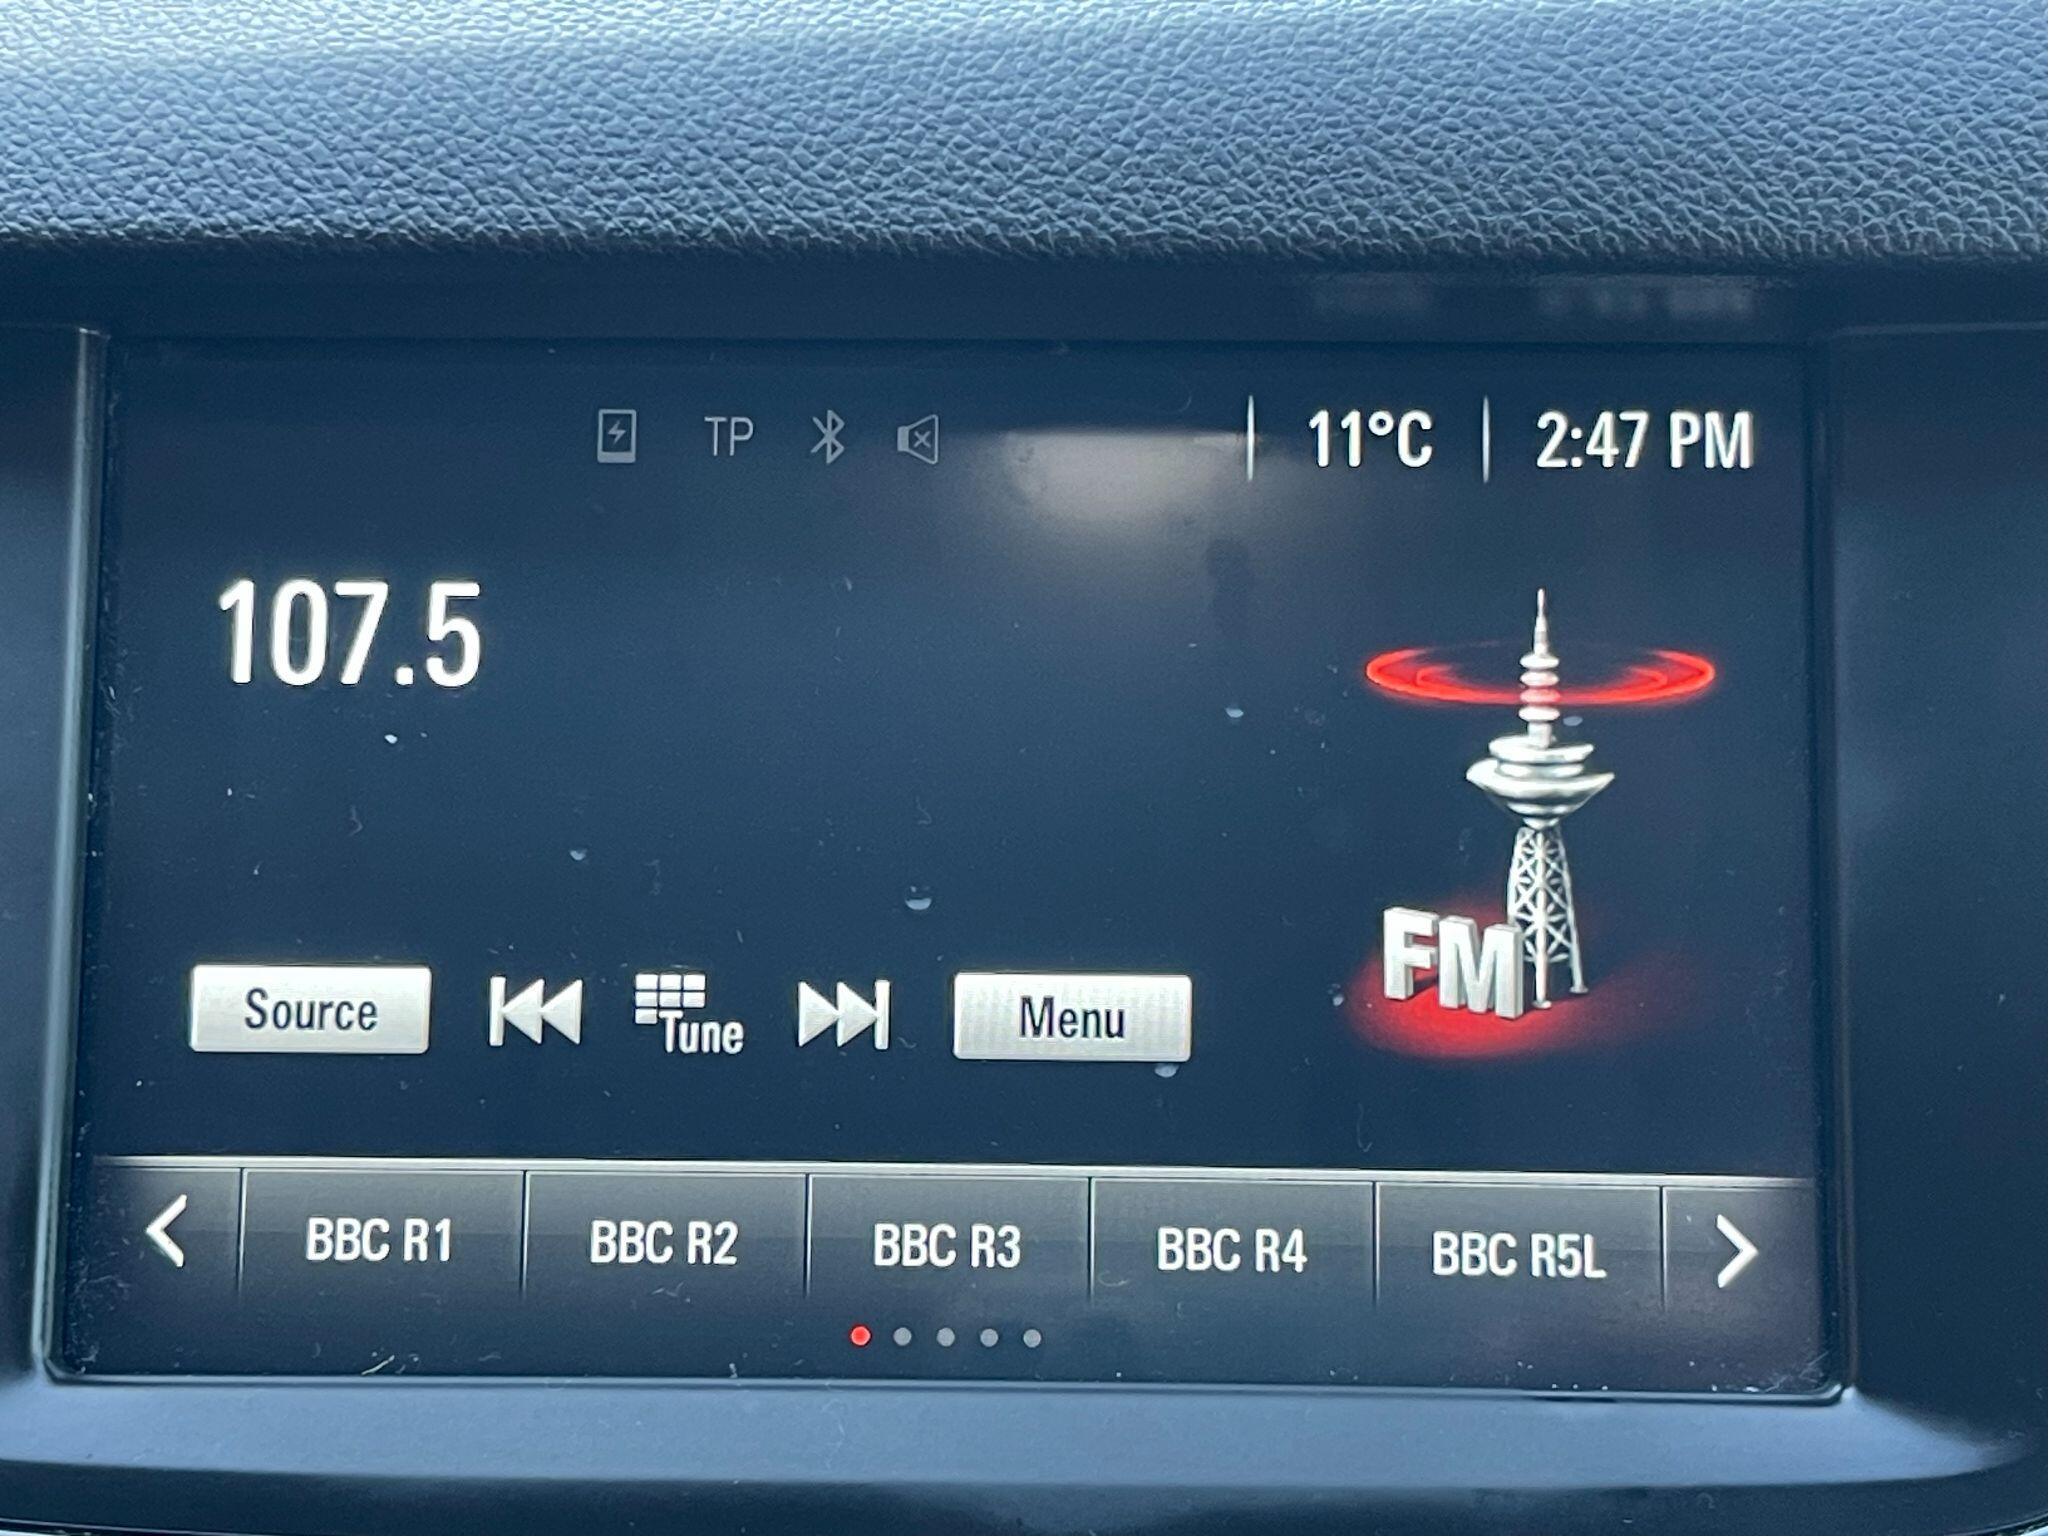 TP
11°C
2:47 PM
107.5
FM
Source
Tune
Menu
BBC R1
BBC R2
BBC R3
BBC R4
BBC R5L